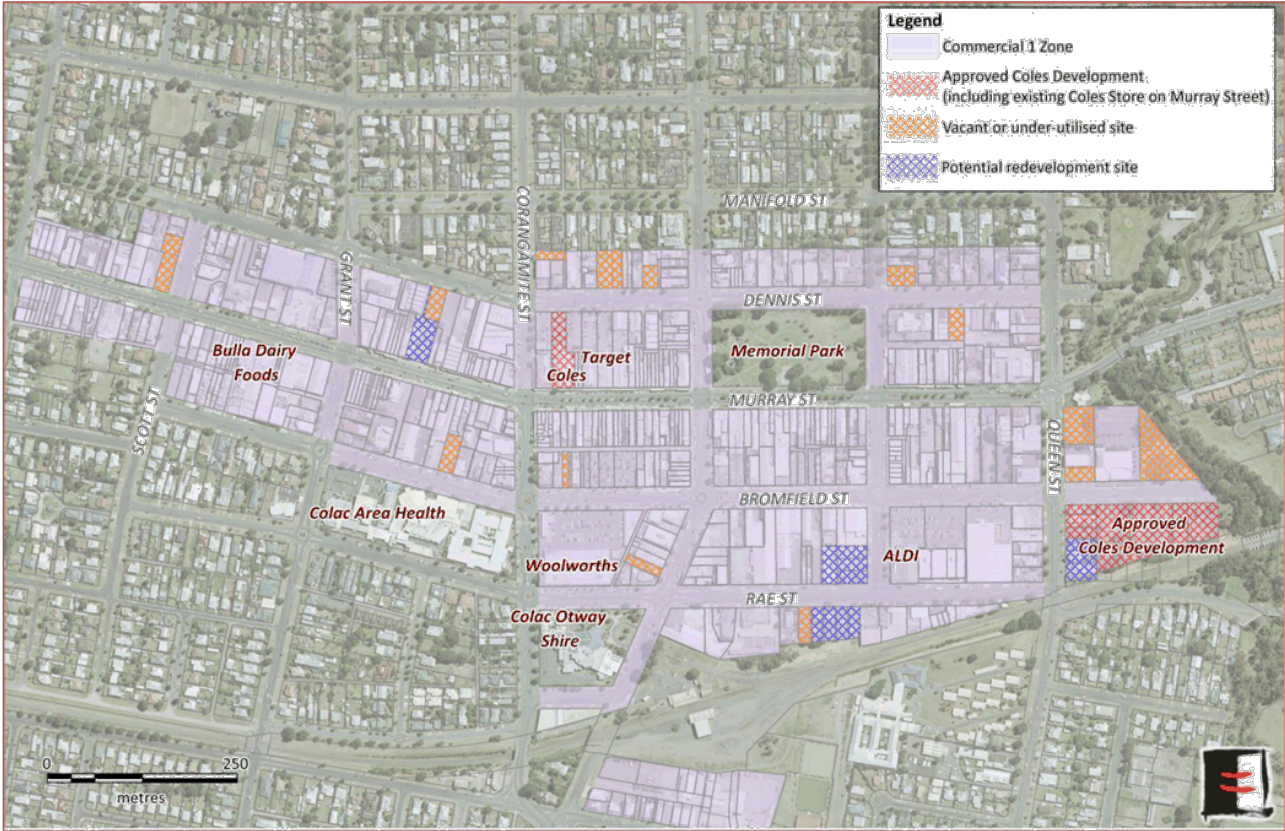 Legend
Commercial 1 Zone
Approved Coles Development
(including existing Coles Store on Murray Street)
Vacant or under-utilised site
Potential redevelopment site
MANIFOLD ST
CORANGAMITE ST
GRANT ST
DENNIS ST
Bulla Dairy
Foods
Target
Coles
Memorial Park
MURRAY ST
SCOTT ST
QUEEN ST
BROMFIELD ST
Colac Area Health
Approved
Coles Development
Woolworths
ALDI
RAE ST
Colac Otway
Shire
0 250
metres